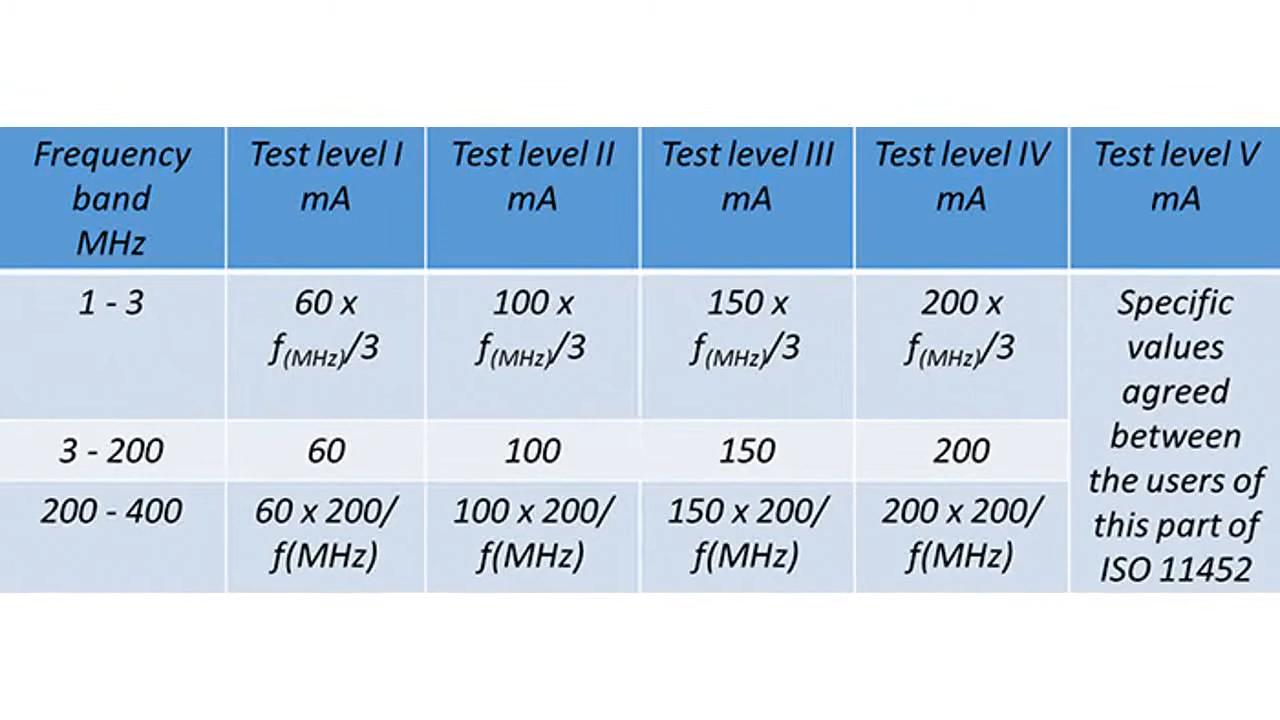 Frequency
band
MHz
Test level I
mA
Test level II
mA
Test level III
mA
Test level IV
mA
Test level V
mA
1 - 3
60 x
f(MHz)/3
100 x
f(MHz)/3
150 x
f(MHz)/3
200 x
f(MHz)/3
Specific
values
agreed
between
the users of
this part of
ISO 11452
3 - 200
60
100
150
200
200 - 400
60 x 200/
f(MHz)
100 x 200/
f(MHz)
150 x 200/
f(MHz)
200 x 200/
f(MHz)